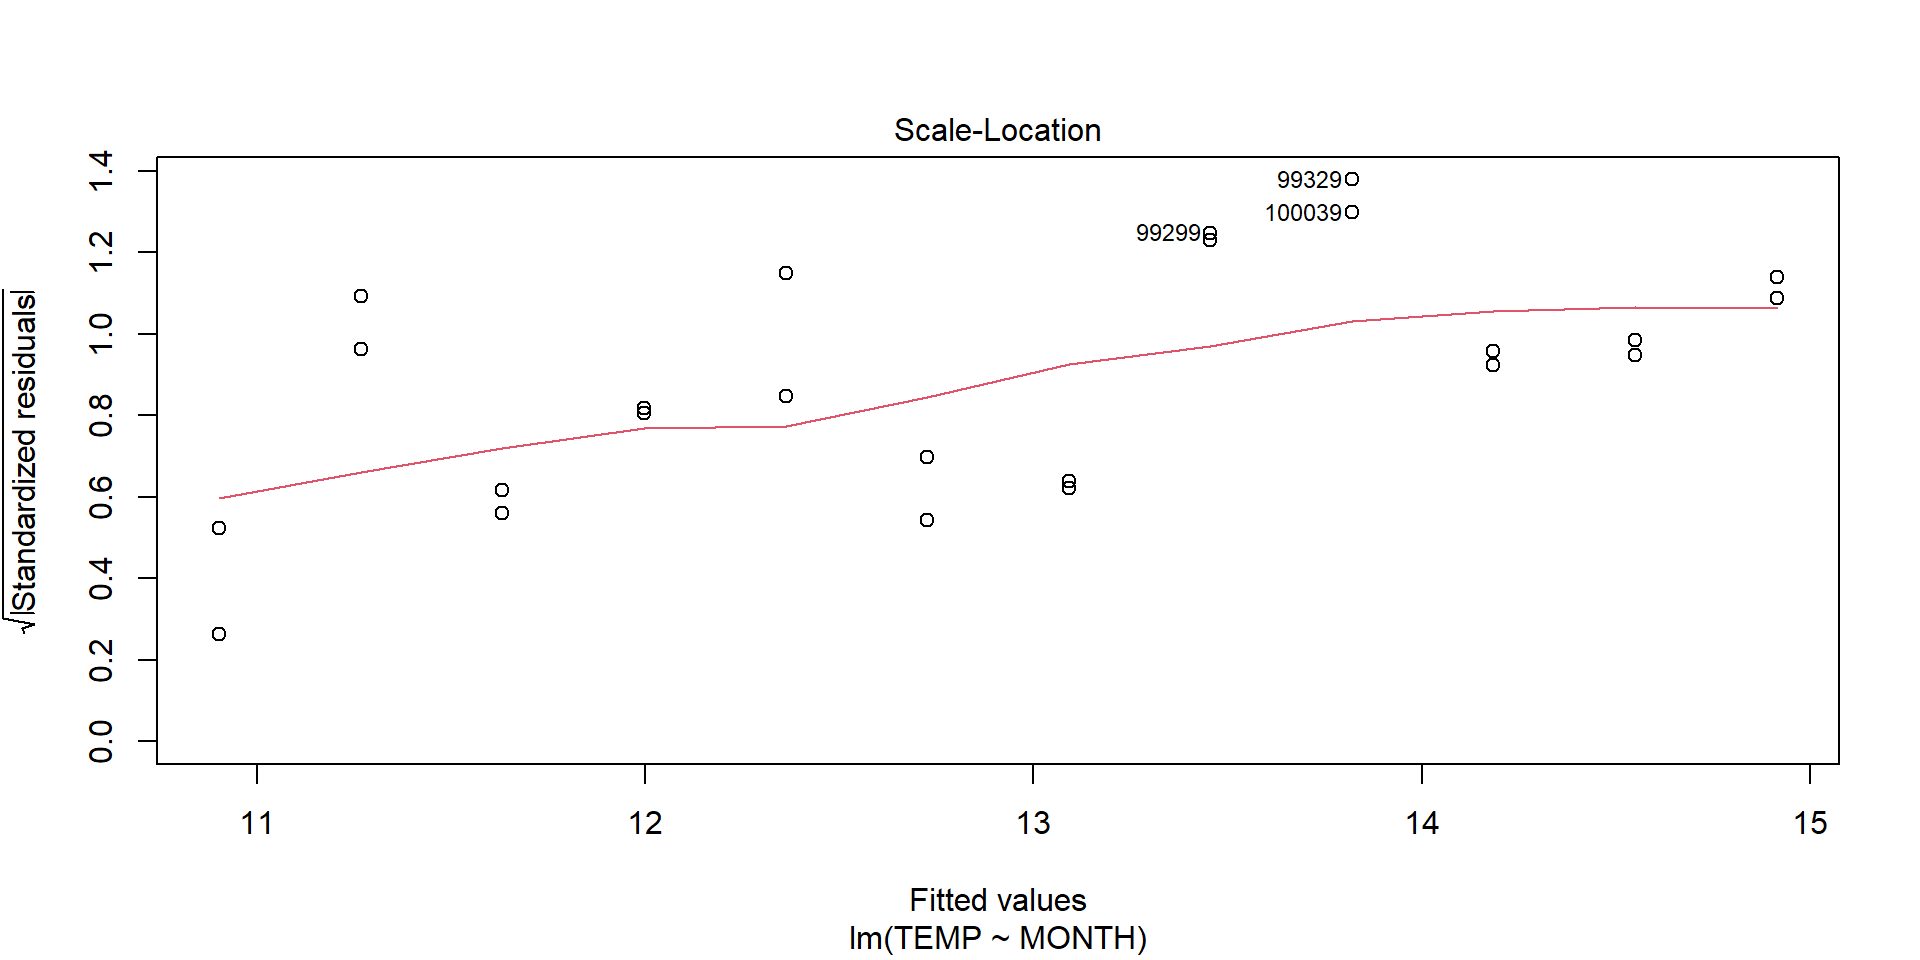 Scale-Location
√|Standardized residuals|
1.4
1.2
1.0
0.8
0.6
0.4
0.2
0.0
99329
100039
99299
11 12 13 14 15
Fitted values
lm(TEMP ~ MONTH)